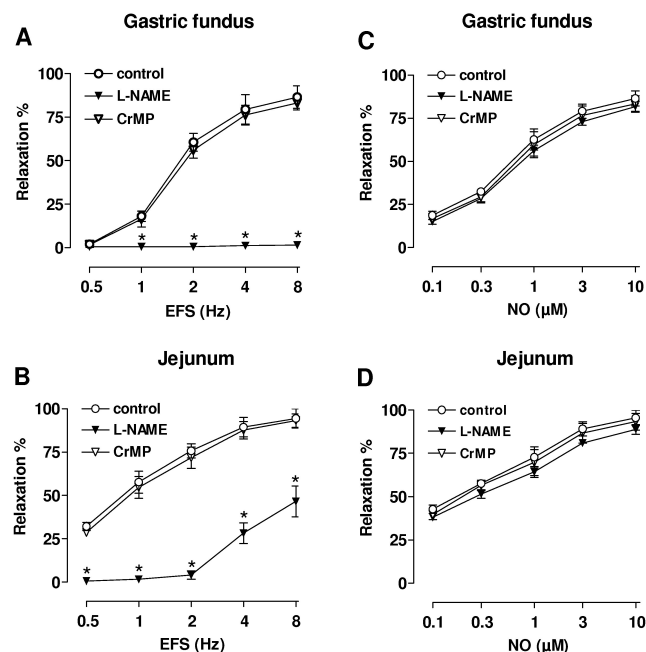 Gastric fundus
A
control
L-NAME
CrMP
Relaxation %
100
75
50
25
0
* * * *
0.5 1 2 4 8
EFS (Hz)
Gastric fundus
C
control
L-NAME
CrMP
Relaxation %
100
75
50
25
0
0.1 0.3 1 3 10
NO (µM)
Jejunum
B
control
L-NAME
CrMP
Relaxation %
100
75
50
25
0
* * * * *
0.5 1 2 4 8
EFS (Hz)
Jejunum
D
control
L-NAME
CrMP
Relaxation %
100
75
50
25
0
0.1 0.3 1 3 10
NO (µM)